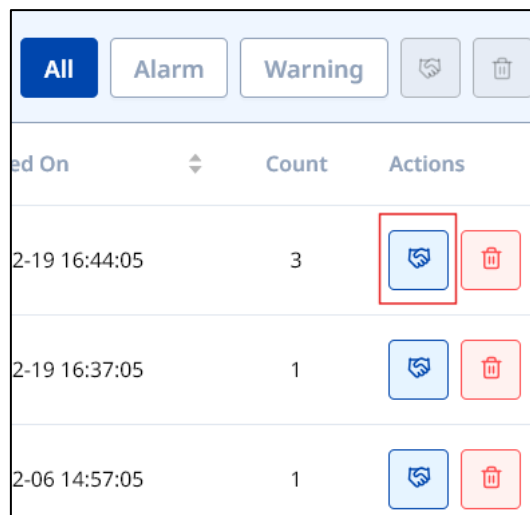 All Alarm Warning
ed On Count Actions
2-19 16:44:05 3
2-19 16:37:05 1
2-06 14:57:05 1